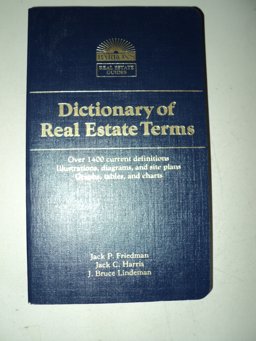 BARRON'S
REAL ESTATE
GUIDES
Dictionary of
Real Estate Terms
Over 1400 current definitions
Illustrations, diagrams, and site plans
Graphs, tables, and charts
Jack P. Friedman
Jack C. Harris
J. Bruce Lindeman